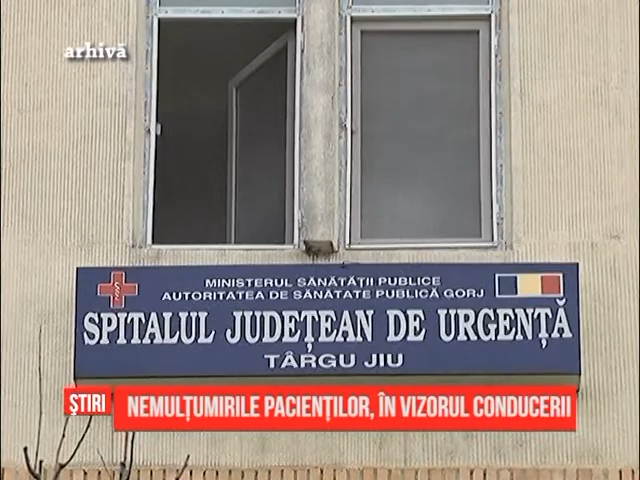 arhivă
MINISTERUL SĂNĂTĂȚII PUBLICE
AUTORITATEA DE SĂNĂTATE PUBLICĂ GORJ
SPITALUL JUDEȚEAN DE URGENȚĂ
TÂRGU JIU
ȘTIRI
NEMULȚUMIRILE PACIENȚILOR, ÎN VIZORUL CONDUCERII